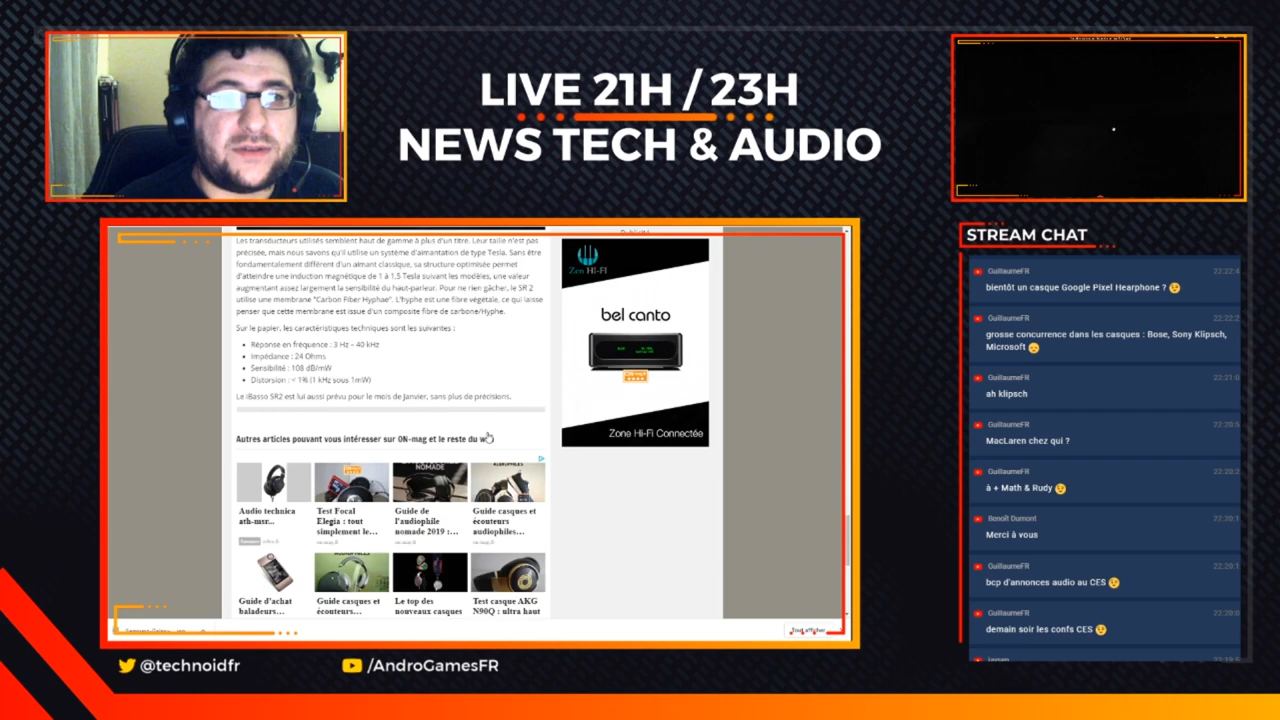 LIVE 21H / 23H
NEWS TECH & AUDIO
Publicité
Les transducteurs utilisés semblent haut de gamme à plus d'un titre. Leur taille n'est pas
précisée, mais nous savons qu'il utilise un système d'aimantation de type Tesla. Sans être
fondamentalement différent d'un aimant classique, sa structure optimisée permet
d'atteindre une induction magnétique de 1 à 1,5 Tesla suivant les modèles, une valeur
augmentant assez largement la sensibilité du haut-parleur. Pour ne rien gâcher, le SR 2
utilise une membrane "Carbon Fiber Hyphae". L'hyphe est une fibre végétale, ce qui laisse
penser que cette membrane est issue d'un composite fibre de carbone/Hyphe.
Sur le papier, les caractéristiques techniques sont les suivantes :
Réponse en fréquence : 3 Hz – 40 kHz
Impédance : 24 Ohms
Sensibilité : 108 dB/mW
Distorsion : < 1% (1 kHz sous 1mW)
Le iBasso SR2 est lui aussi prévu pour le mois de Janvier, sans plus de précisions.
Autres articles pouvant vous intéresser sur ON-mag et le reste du
Audio technica
ath-msr...
Test Focal
Elegia : tout
simplement le...
NOMADE
Guide de
l'audiophile
nomade 2019 :...
Guide casques et
écouteurs
audiophiles...
Guide d'achat
baladeurs...
Guide casques et
écouteurs...
Le top des
nouveaux casques
Test casque AKG
N90Q : ultra haut
Zen HI-FI
bel canto
Zone Hi-Fi Connectée
Tout afficher
STREAM CHAT
GuillaumeFR
bientôt un casque Google Pixel Hearphone ?
GuillaumeFR
grosse concurrence dans les casques : Bose, Sony Klipsch,
Microsoft
GuillaumeFR
ah klipsch
GuillaumeFR
MacLaren chez qui ?
GuillaumeFR
à + Math & Rudy
Benoît Dumont
Merci à vous
GuillaumeFR
bcp d'annonces audio au CES
GuillaumeFR
demain soir les confs CES
@technoidfr
/AndroGamesFR